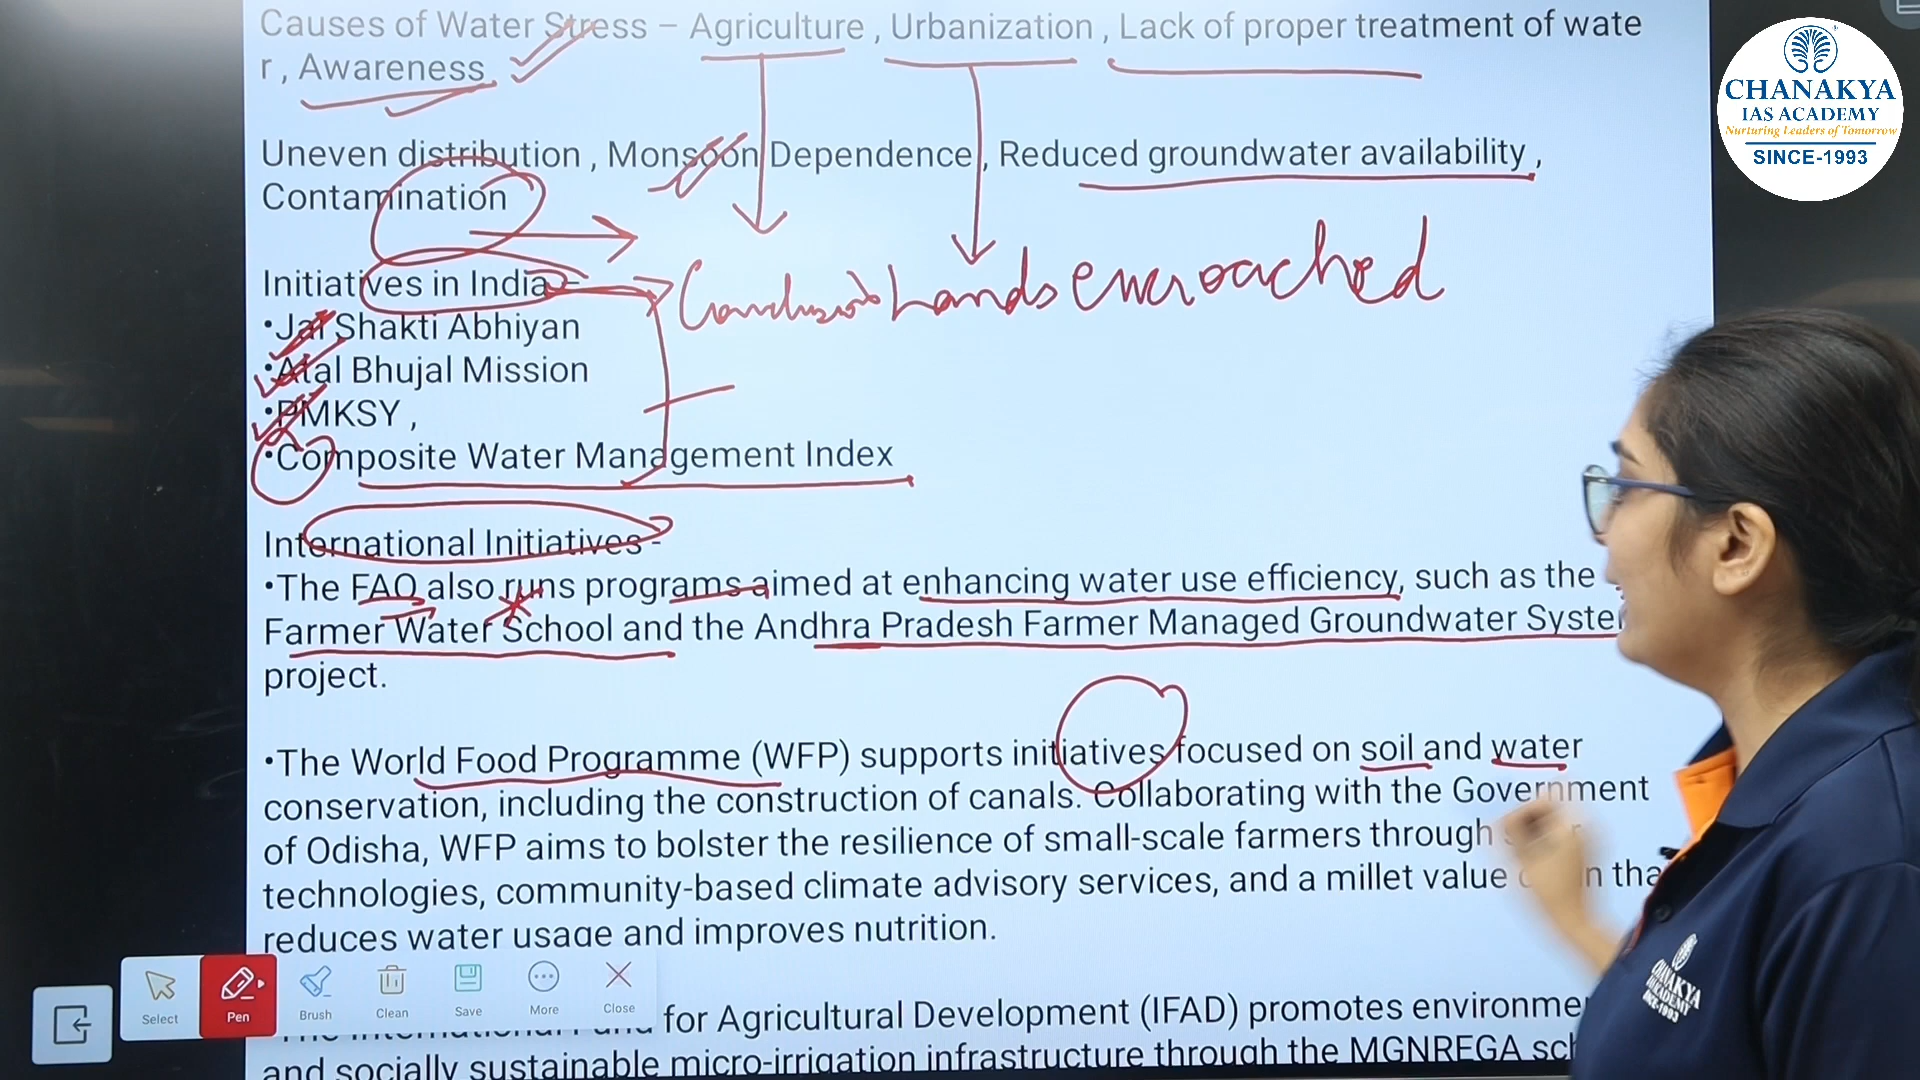 Causes of Water Stress – Agriculture , Urbanization , Lack of proper treatment of wate
r , Awareness
Uneven distribution , Monsoon Dependence , Reduced groundwater availability ,
Contamination
Initiatives in India –
•Jal Shakti Abhiyan
•Atal Bhujal Mission
•PMKSY ,
•Composite Water Management Index
Lands encroached
International Initiatives -
•The FAO also runs programs aimed at enhancing water use efficiency, such as the
Farmer Water School and the Andhra Pradesh Farmer Managed Groundwater Syste
project.
•The World Food Programme (WFP) supports initiatives focused on soil and water
conservation, including the construction of canals. Collaborating with the Government
of Odisha, WFP aims to bolster the resilience of small-scale farmers through
technologies, community-based climate advisory services, and a millet value
reduces water usage and improves nutrition.
for Agricultural Development (IFAD) promotes environme
and socially sustainable micro-irrigation infrastructure through the MGNREGA
Select
Pen
Brush
Clean
Save
More
Close
CHANAKYA
IAS ACADEMY
Nurturing Leaders of Tomorrow
SINCE-1993
CHANAKYA
IAS ACADEMY
SINCE-1993